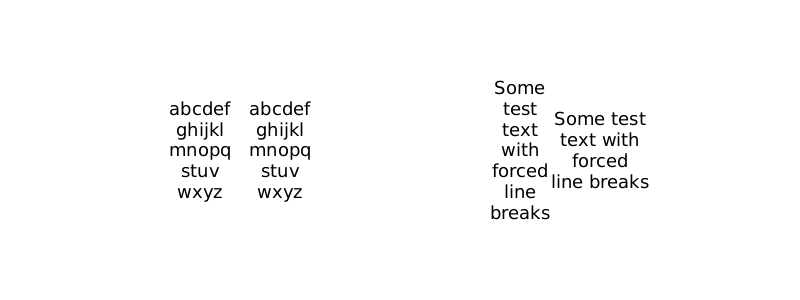 abcdef
ghijkl
mnopq
stuv
wxyz
abcdef
ghijkl
mnopq
stuv
wxyz
Some
test
text
with
forced
line
breaks
Some test
text with
forced
line breaks